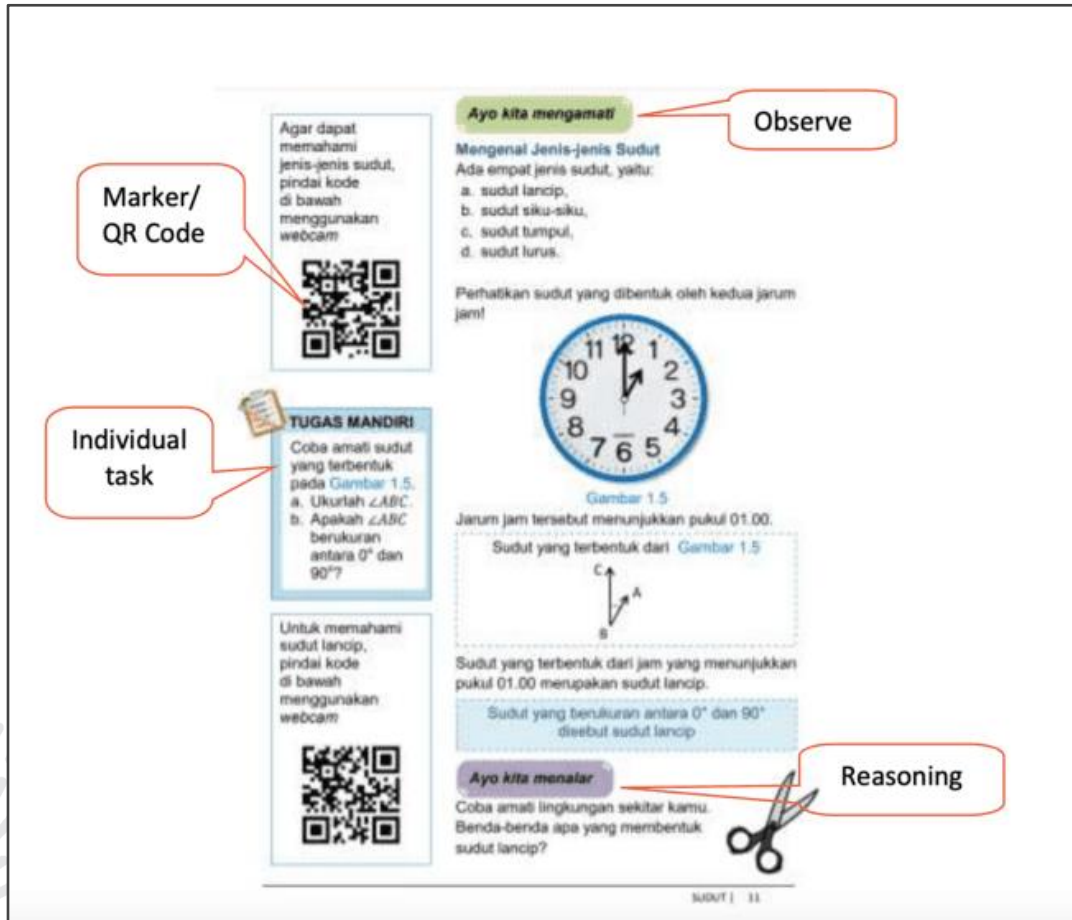 Ayo kita mengamati
Observe
Agar dapat
memahami
jenis-jenis sudut,
pindai kode
di bawah
menggunakan
webcam
Marker/
QR Code
Mengenal Jenis-jenis Sudut
Ada empat jenis sudut, yaitu:
a. sudut lancip,
b. sudut siku-siku,
c. sudut tumpul,
d. sudut lurus.
Perhatikan sudut yang dibentuk oleh kedua jarum
jam!
12
11
1
10
2
9
3
8
4
7
6
5
Gambar 1.5
Jarum jam tersebut menunjukkan pukul 01.00.
Individual
task
TUGAS MANDIRI
Coba amati sudut
yang terbentuk
pada Gambar 1.5.
a. Ukurlah ∠ABC.
b. Apakah ∠ABC
berukuran
antara 0° dan
90°?
Sudut yang terbentuk dari Gambar 1.5
C
A
B
Sudut yang terbentuk dari jam yang menunjukkan
pukul 01.00 merupakan sudut lancip.
Sudut yang berukuran antara 0° dan 90°
disebut sudut lancip
Untuk memahami
sudut lancip,
pindai kode
di bawah
menggunakan
webcam
Ayo kita menalar
Reasoning
Coba amati lingkungan sekitar kamu.
Benda-benda apa yang membentuk
sudut lancip?
SUDUT | 11